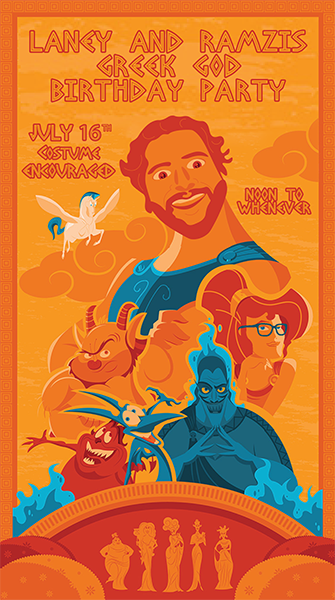 LANEY AND RAMZIS
GREEK GOD
BIRTHDAY PARTY
JULY 16TH
COSTUME
ENCOURAGED
NOON TO
WHENEVER